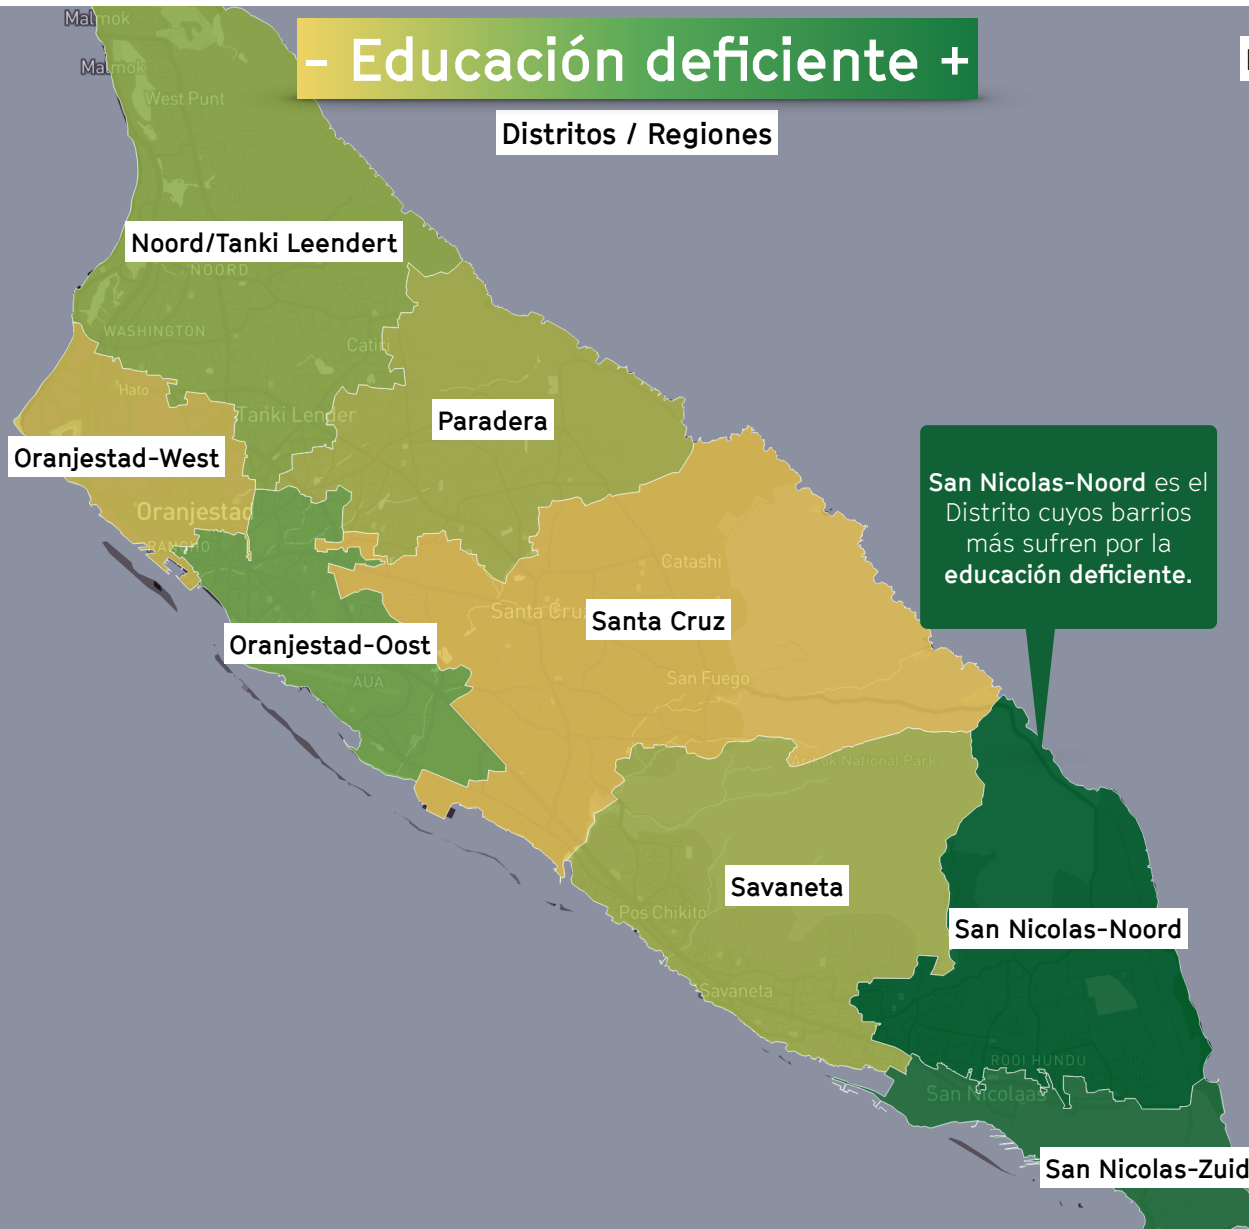 Malmok
- Educación deficiente +
Malmok
West Punt
Distritos / Regiones
Noord/Tanki Leendert
NOORD
WASHINGTON
Catiri
Hato
Tanki Lender
Paradera
Oranjestad-West
Oranjestad
RANCHO
San Nicolas-Noord es el
Distrito cuyos barrios
más sufren por la
educación deficiente.
Catashi
Santa Cruz
Santa Cruz
Oranjestad-Oost
San Fuego
AUA
Arikok National Park
Savaneta
Pos Chikito
San Nicolas-Noord
Savaneta
ROOI HUNDU
San Nicolaas
San Nicolas-Zuid